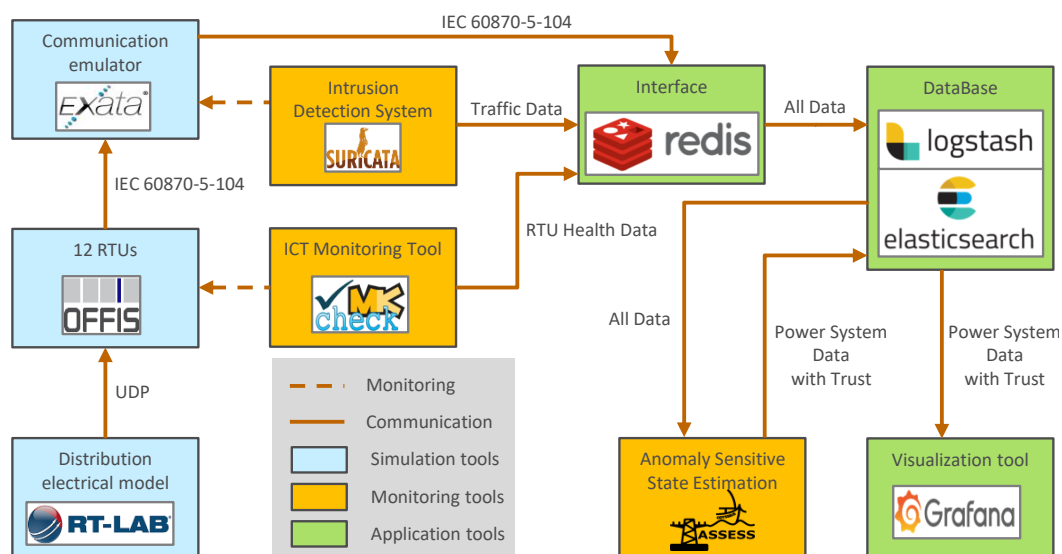 IEC 60870-5-104
Communication
emulator
EXata®
Intrusion
Detection System
SURICATA
Traffic Data
Interface
redis
All Data
DataBase
logstash
elasticsearch
IEC 60870-5-104
12 RTUs
OFFIS
ICT Monitoring Tool
MK
check
RTU Health Data
All Data
Power System
Data
with Trust
Power System
Data
with Trust
UDP
Monitoring
Communication
Simulation tools
Monitoring tools
Application tools
Distribution
electrical model
RT-LAB
Anomaly Sensitive
State Estimation
ASSESS
Visualization tool
Grafana